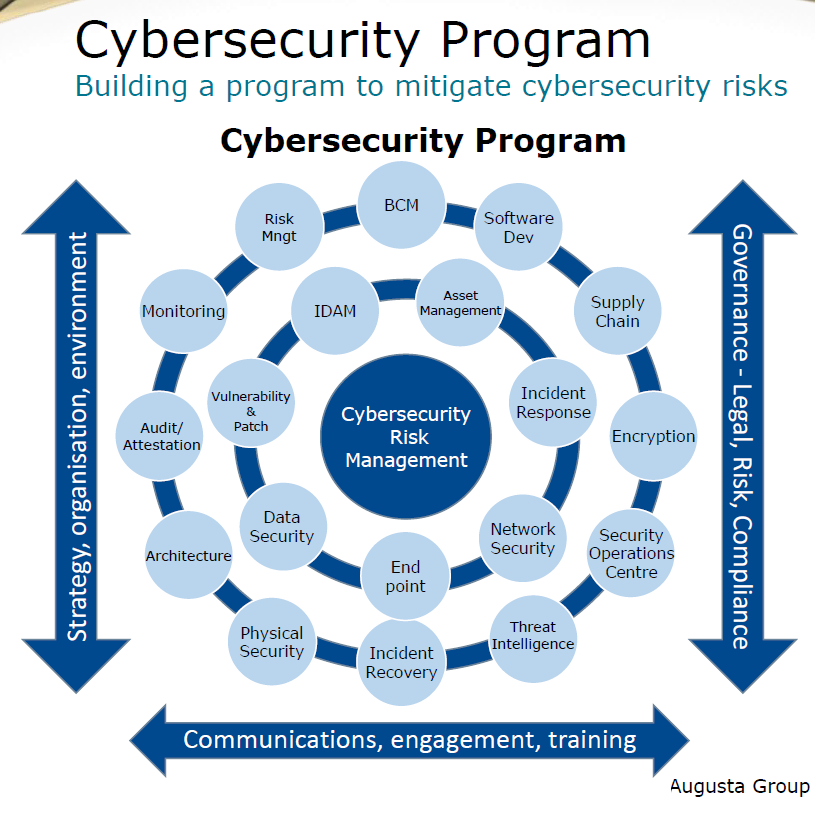 Cybersecurity Program
Building a program to mitigate cybersecurity risks
Cybersecurity Program
Strategy, organisation, environment
BCM
Risk
Mngt
Software
Dev
Monitoring
Supply
Chain
Audit/
Attestation
Encryption
Architecture
Security
Operations
Centre
Physical
Security
Incident
Recovery
Threat
Intelligence
IDAM
Asset
Management
Vulnerability
&
Patch
Incident
Response
Data
Security
Network
Security
End
point
Cybersecurity
Risk
Management
Governance - Legal, Risk, Compliance
Communications, engagement, training
Augusta Group